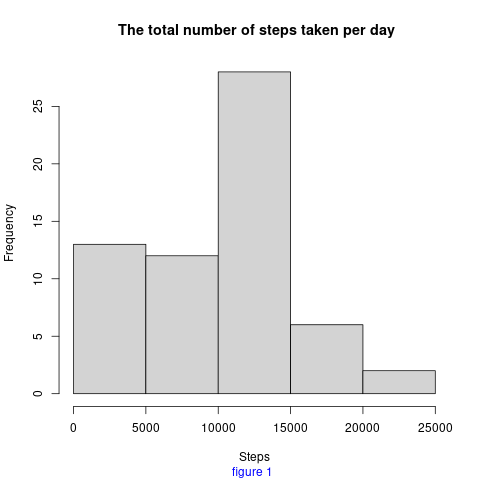 The total number of steps taken per day
Frequency
25
20
15
10
5
0
0 5000 10000 15000 20000 25000
Steps
figure 1